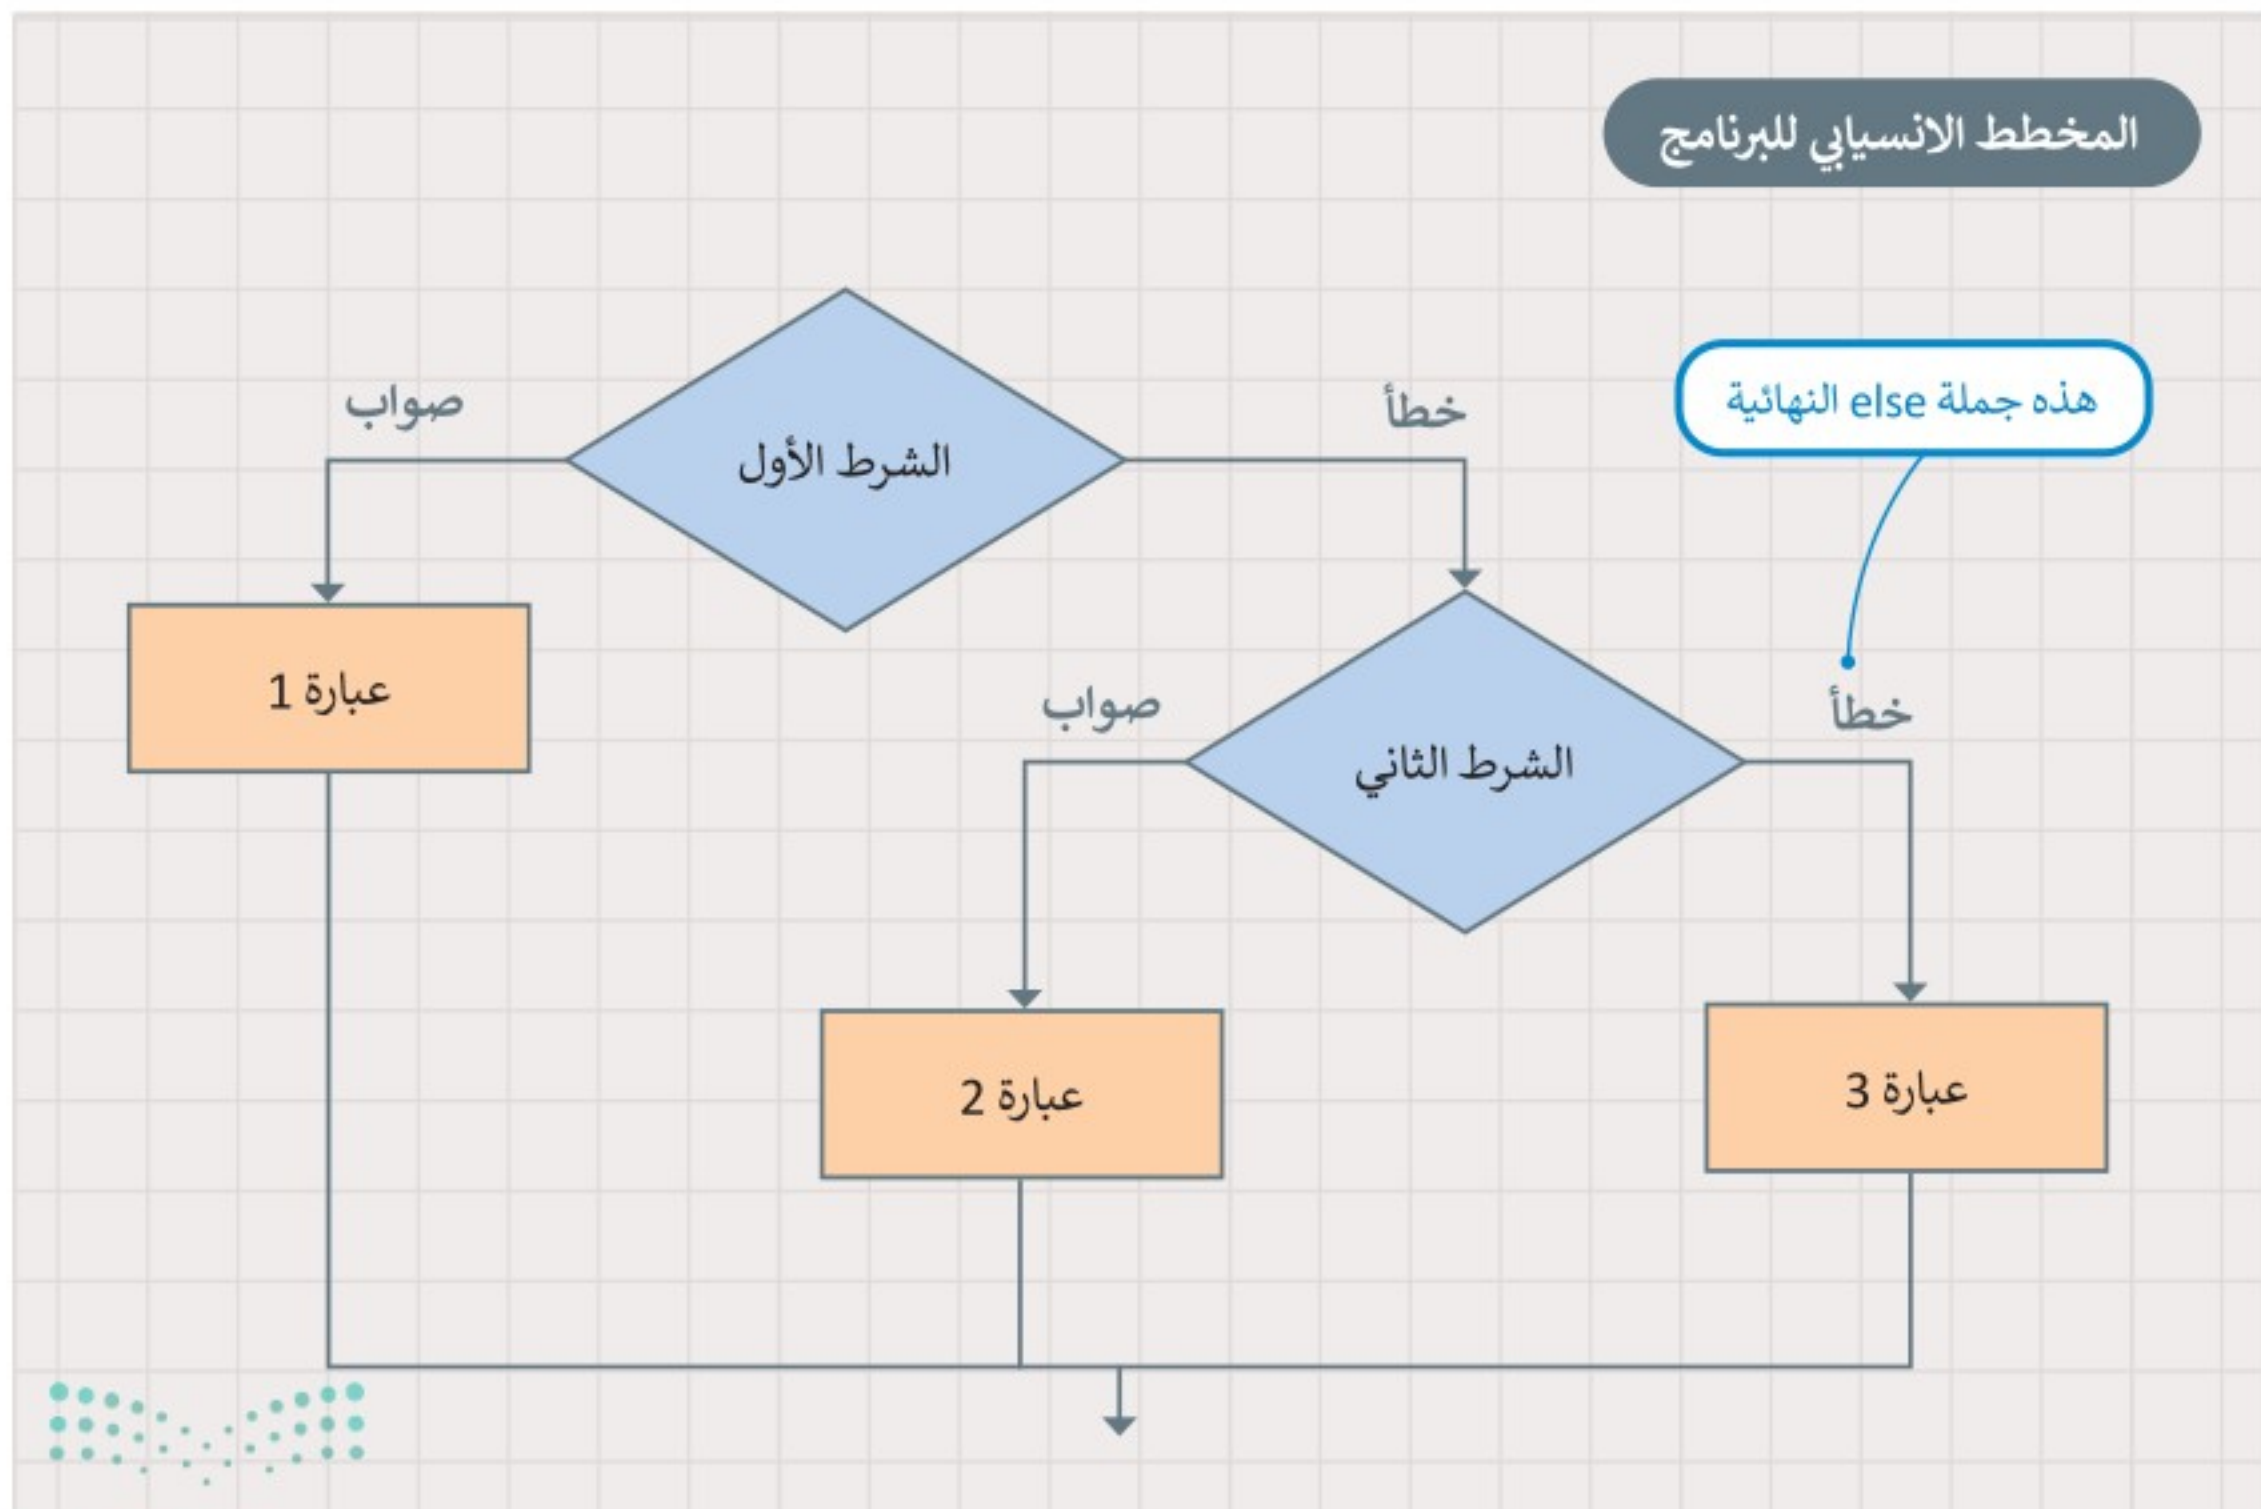 المخطط الانسيابي للبرنامج
هذه جملة else النهائية
خطأ
صواب
الشرط الأول
عبارة 1
خطأ
صواب
الشرط الثاني
عبارة 3
عبارة 2